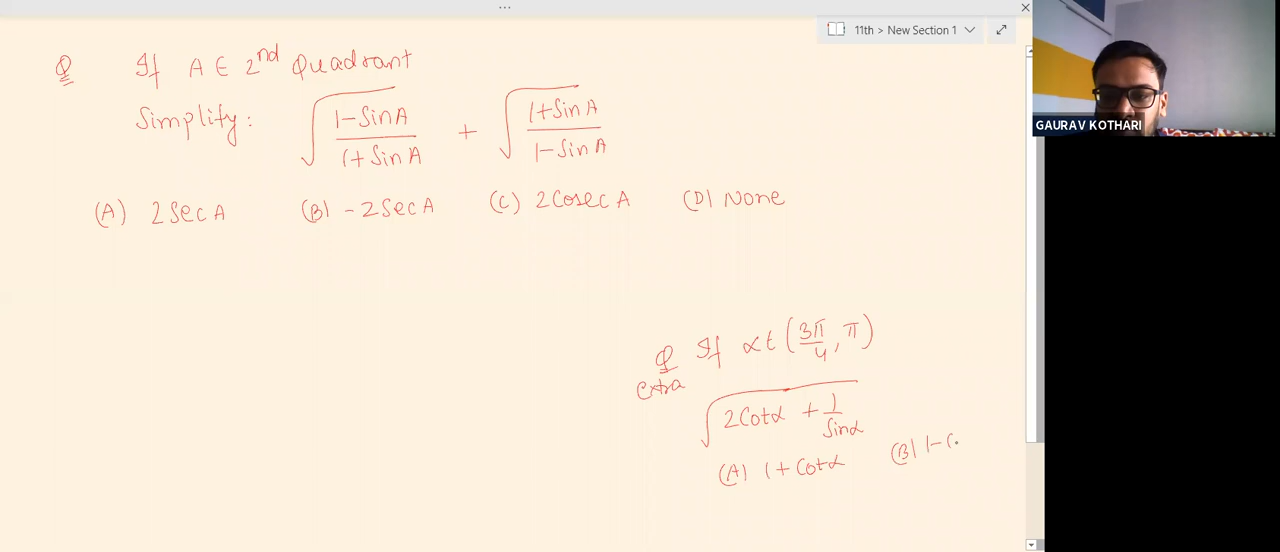 11th > New Section 1
GAURAV KOTHARI
Q If A ∈ 2nd Quadrant
Simplify: √((1-SinA)/(1+SinA)) + √((1+SinA)/(1-SinA))
(A) 2SecA (B) -2SecA (C) 2CosecA (D) None
Q If α ∈ (3π/4, π)
extra
√(2Cotα + 1/Sinα)
(A) 1+Cotα (B) 1-C